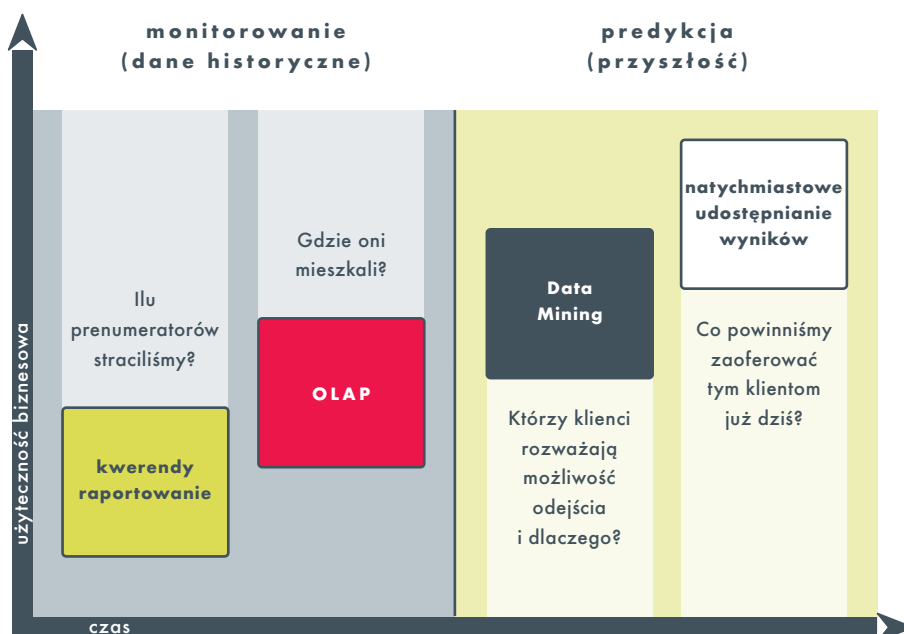 monitorowanie
(dane historyczne)
predykcja
(przyszłość)
użyteczność biznesowa
Ilu
prenumeratorów
straciliśmy?
kwerendy
raportowanie
Gdzie oni
mieszkali?
OLAP
Data
Mining
Którzy klienci
rozważają
możliwość
odejścia
i dlaczego?
natychmiastowe
udostępnianie
wyników
Co powinniśmy
zaoferować
tym klientom
już dziś?
czas